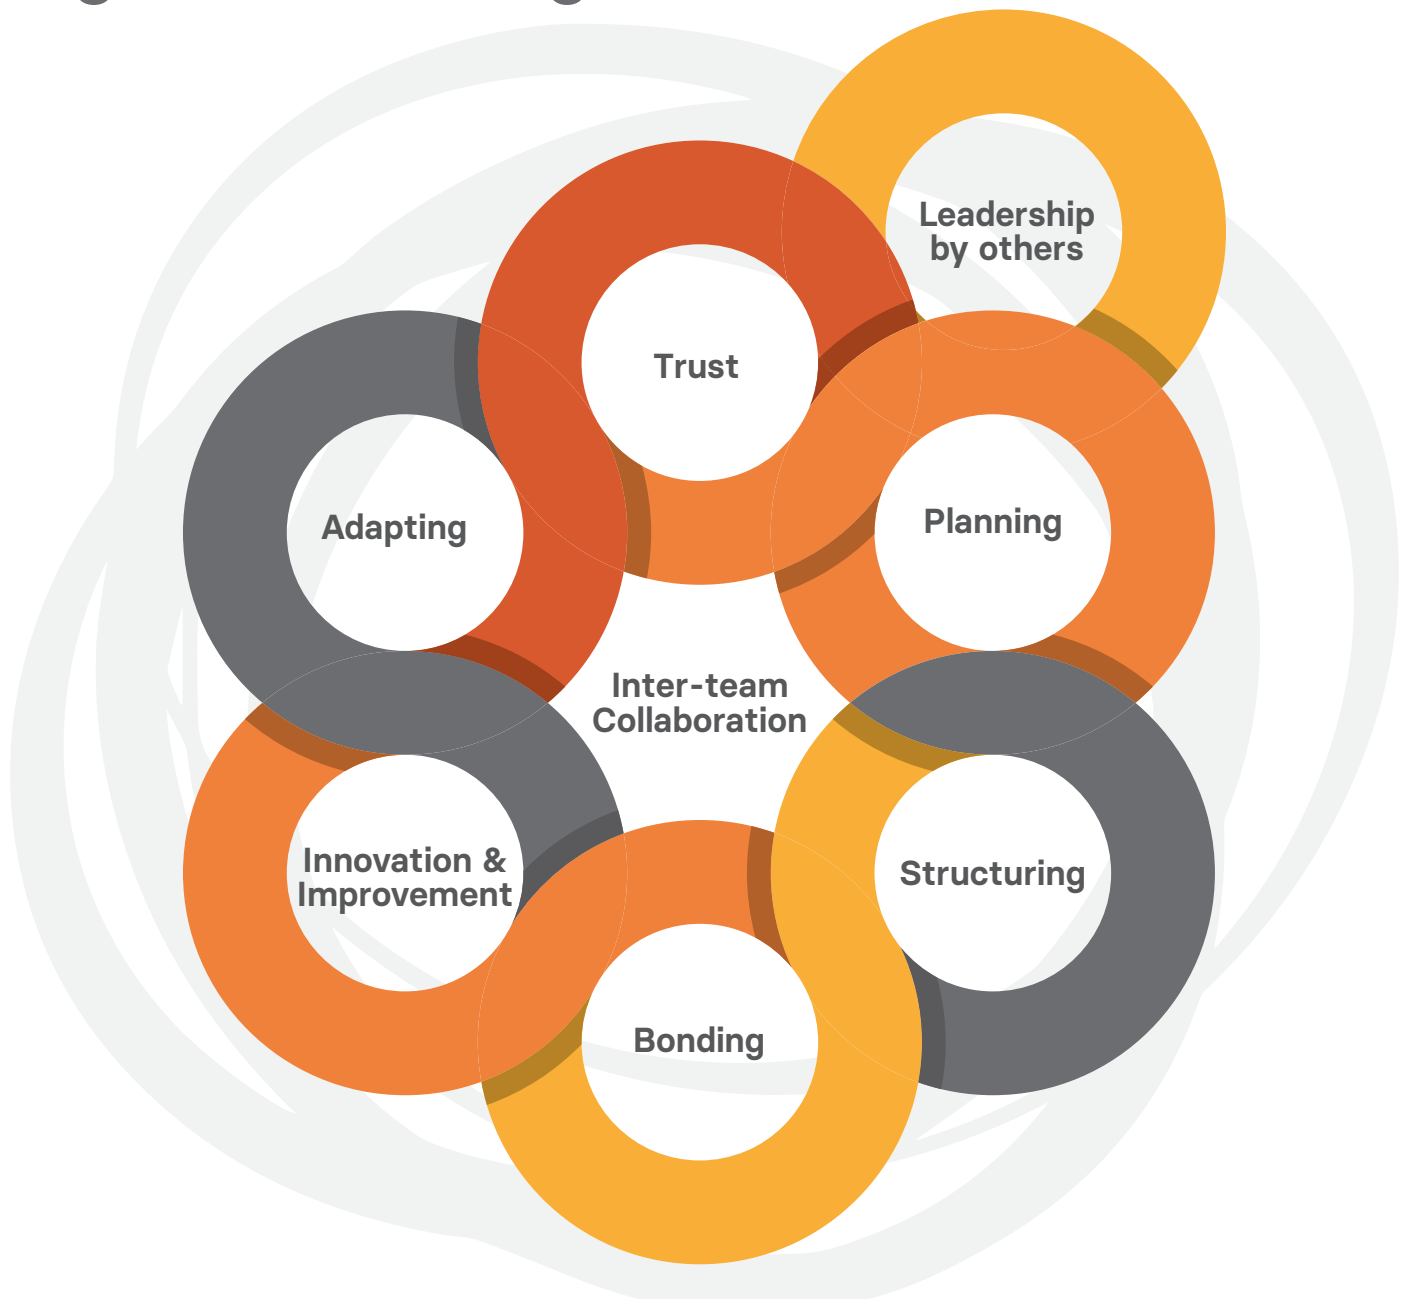 Leadership
by others
Trust
Planning
Adapting
Inter-team
Collaboration
Innovation &
Improvement
Structuring
Bonding